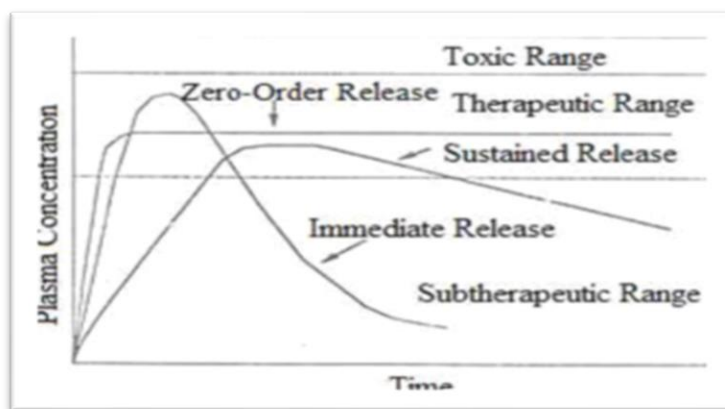 Toxic Range
Zero-Order Release
Therapeutic Range
Sustained Release
Immediate Release
Subtherapeutic Range
Plasma Concentration
Time